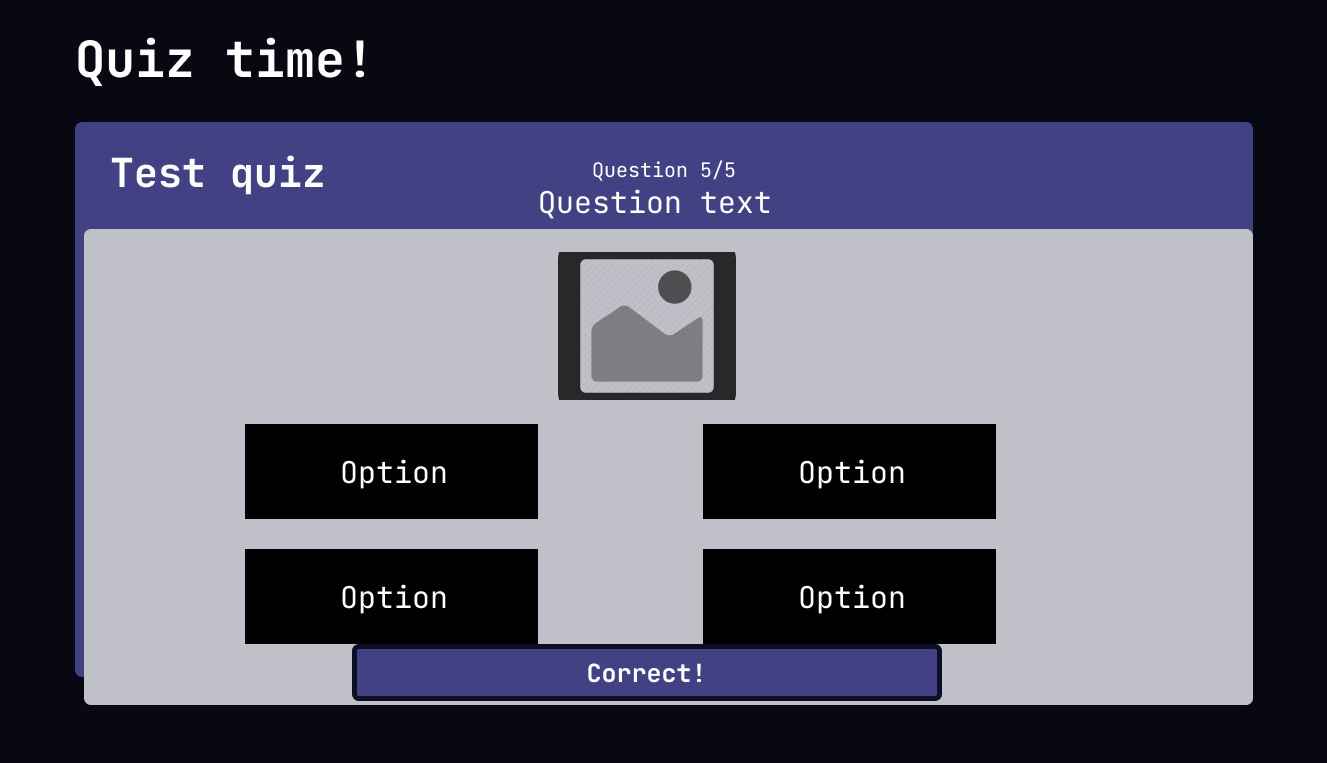 Quiz time!
Test quiz
Question 5/5
Question text
Option
Option
Option
Option
Correct!